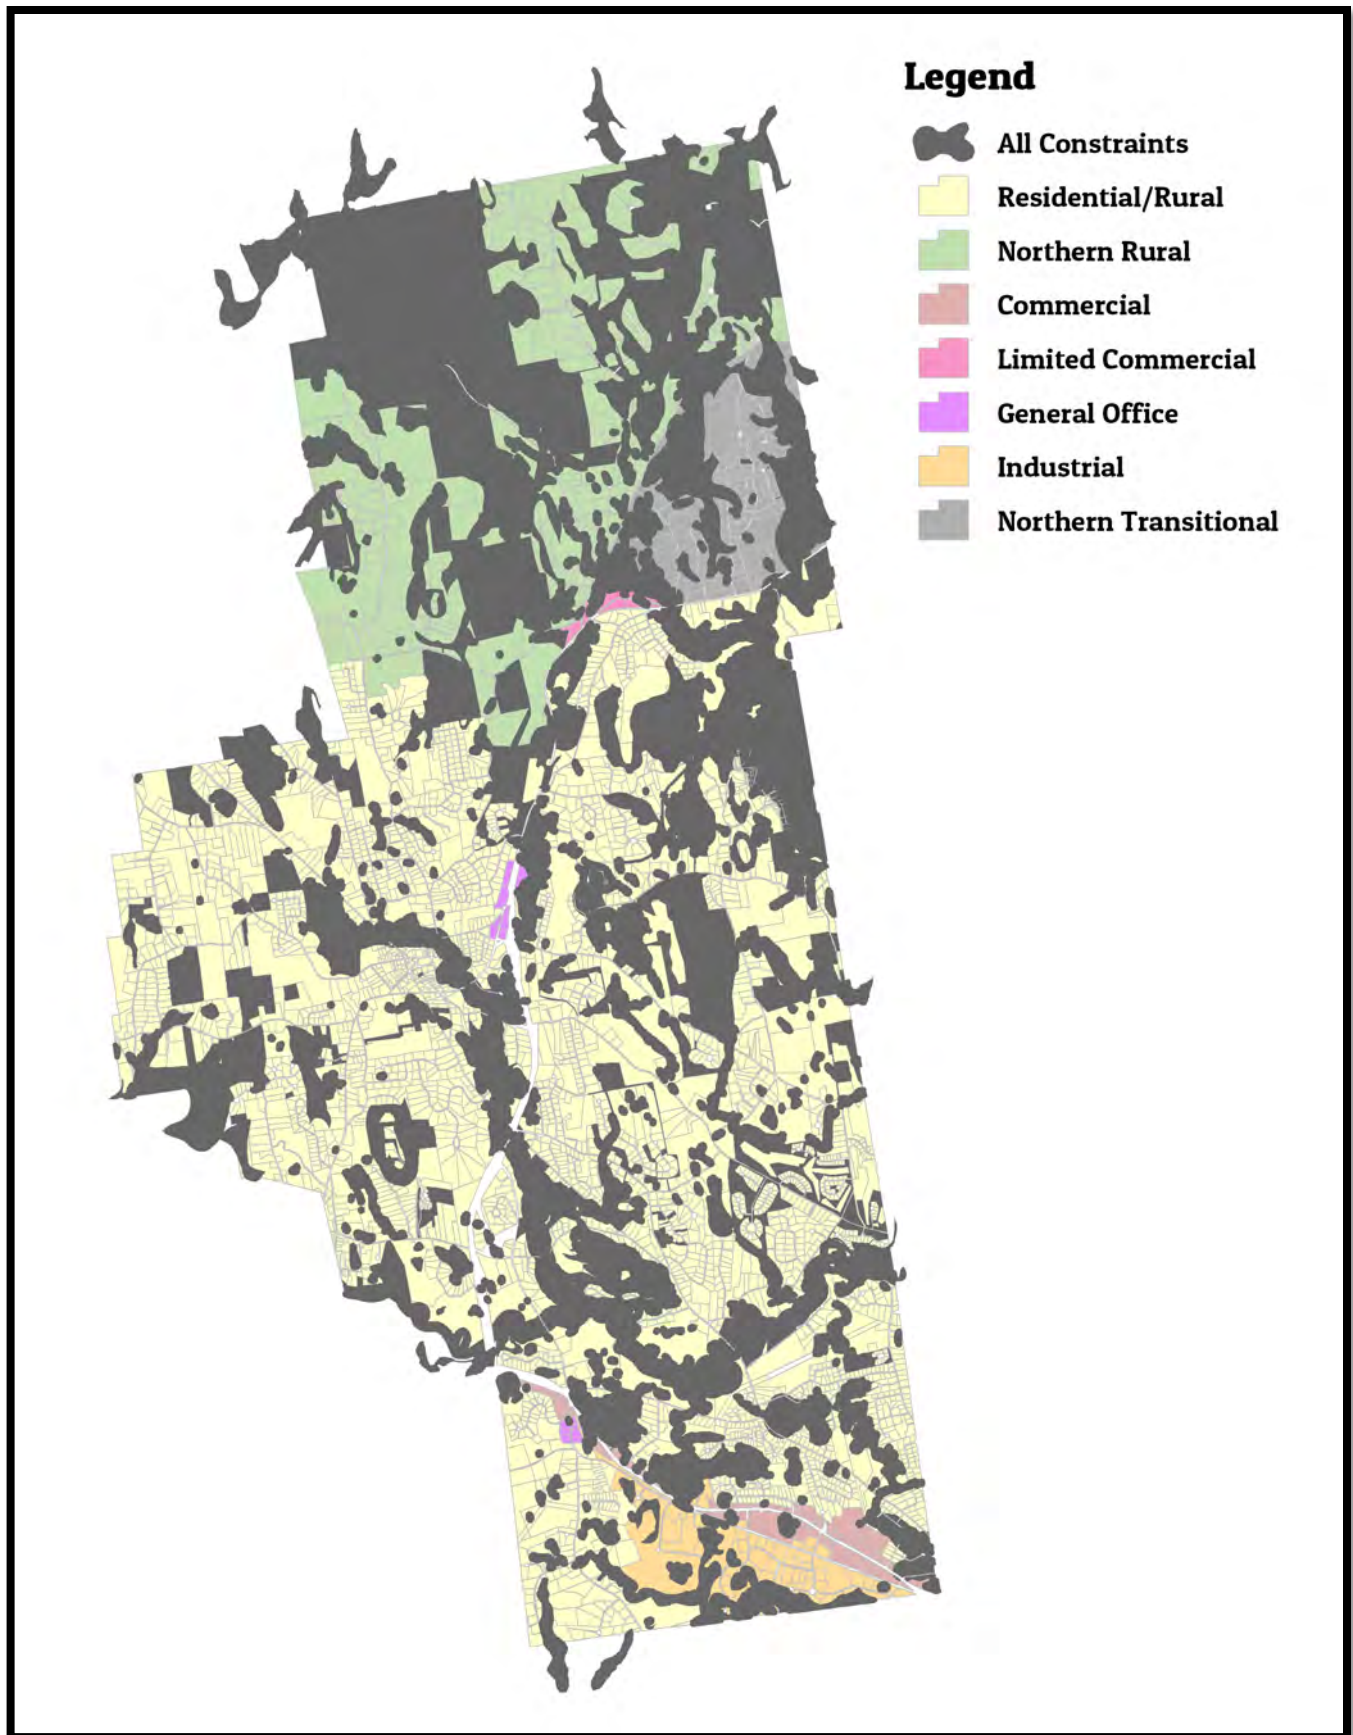 Legend
All Constraints
Residential/Rural
Northern Rural
Commercial
Limited Commercial
General Office
Industrial
Northern Transitional